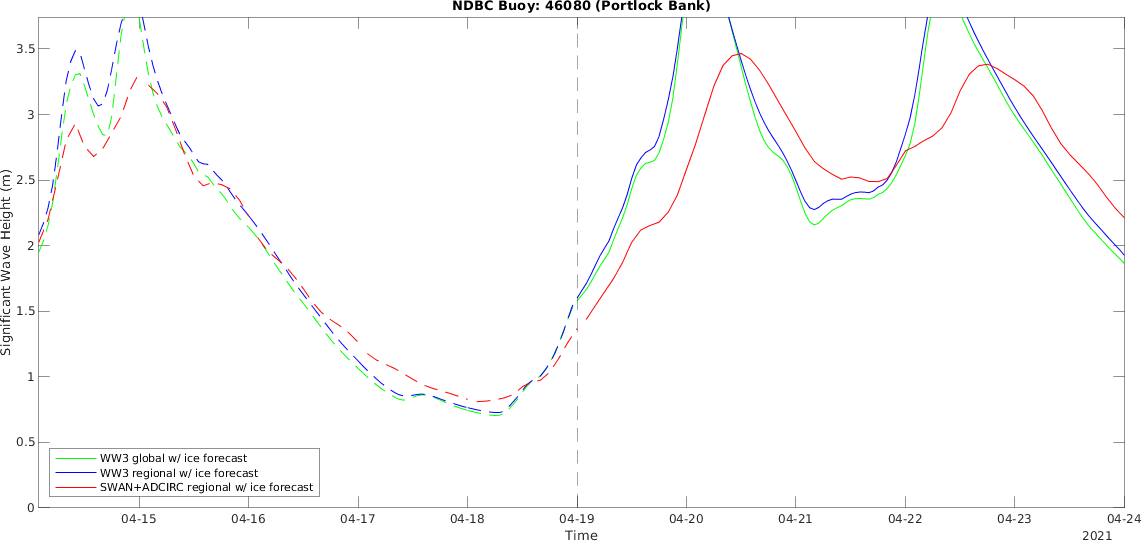 NDBC Buoy: 46080 (Portlock Bank)
3.5
3
2.5
2
1.5
1
0.5
0
Significant Wave Height (m)
WW3 global w/ ice forecast
WW3 regional w/ ice forecast
SWAN+ADCIRC regional w/ ice forecast
04-15 04-16 04-17 04-18 04-19 04-20 04-21 04-22 04-23 04-24
Time
2021